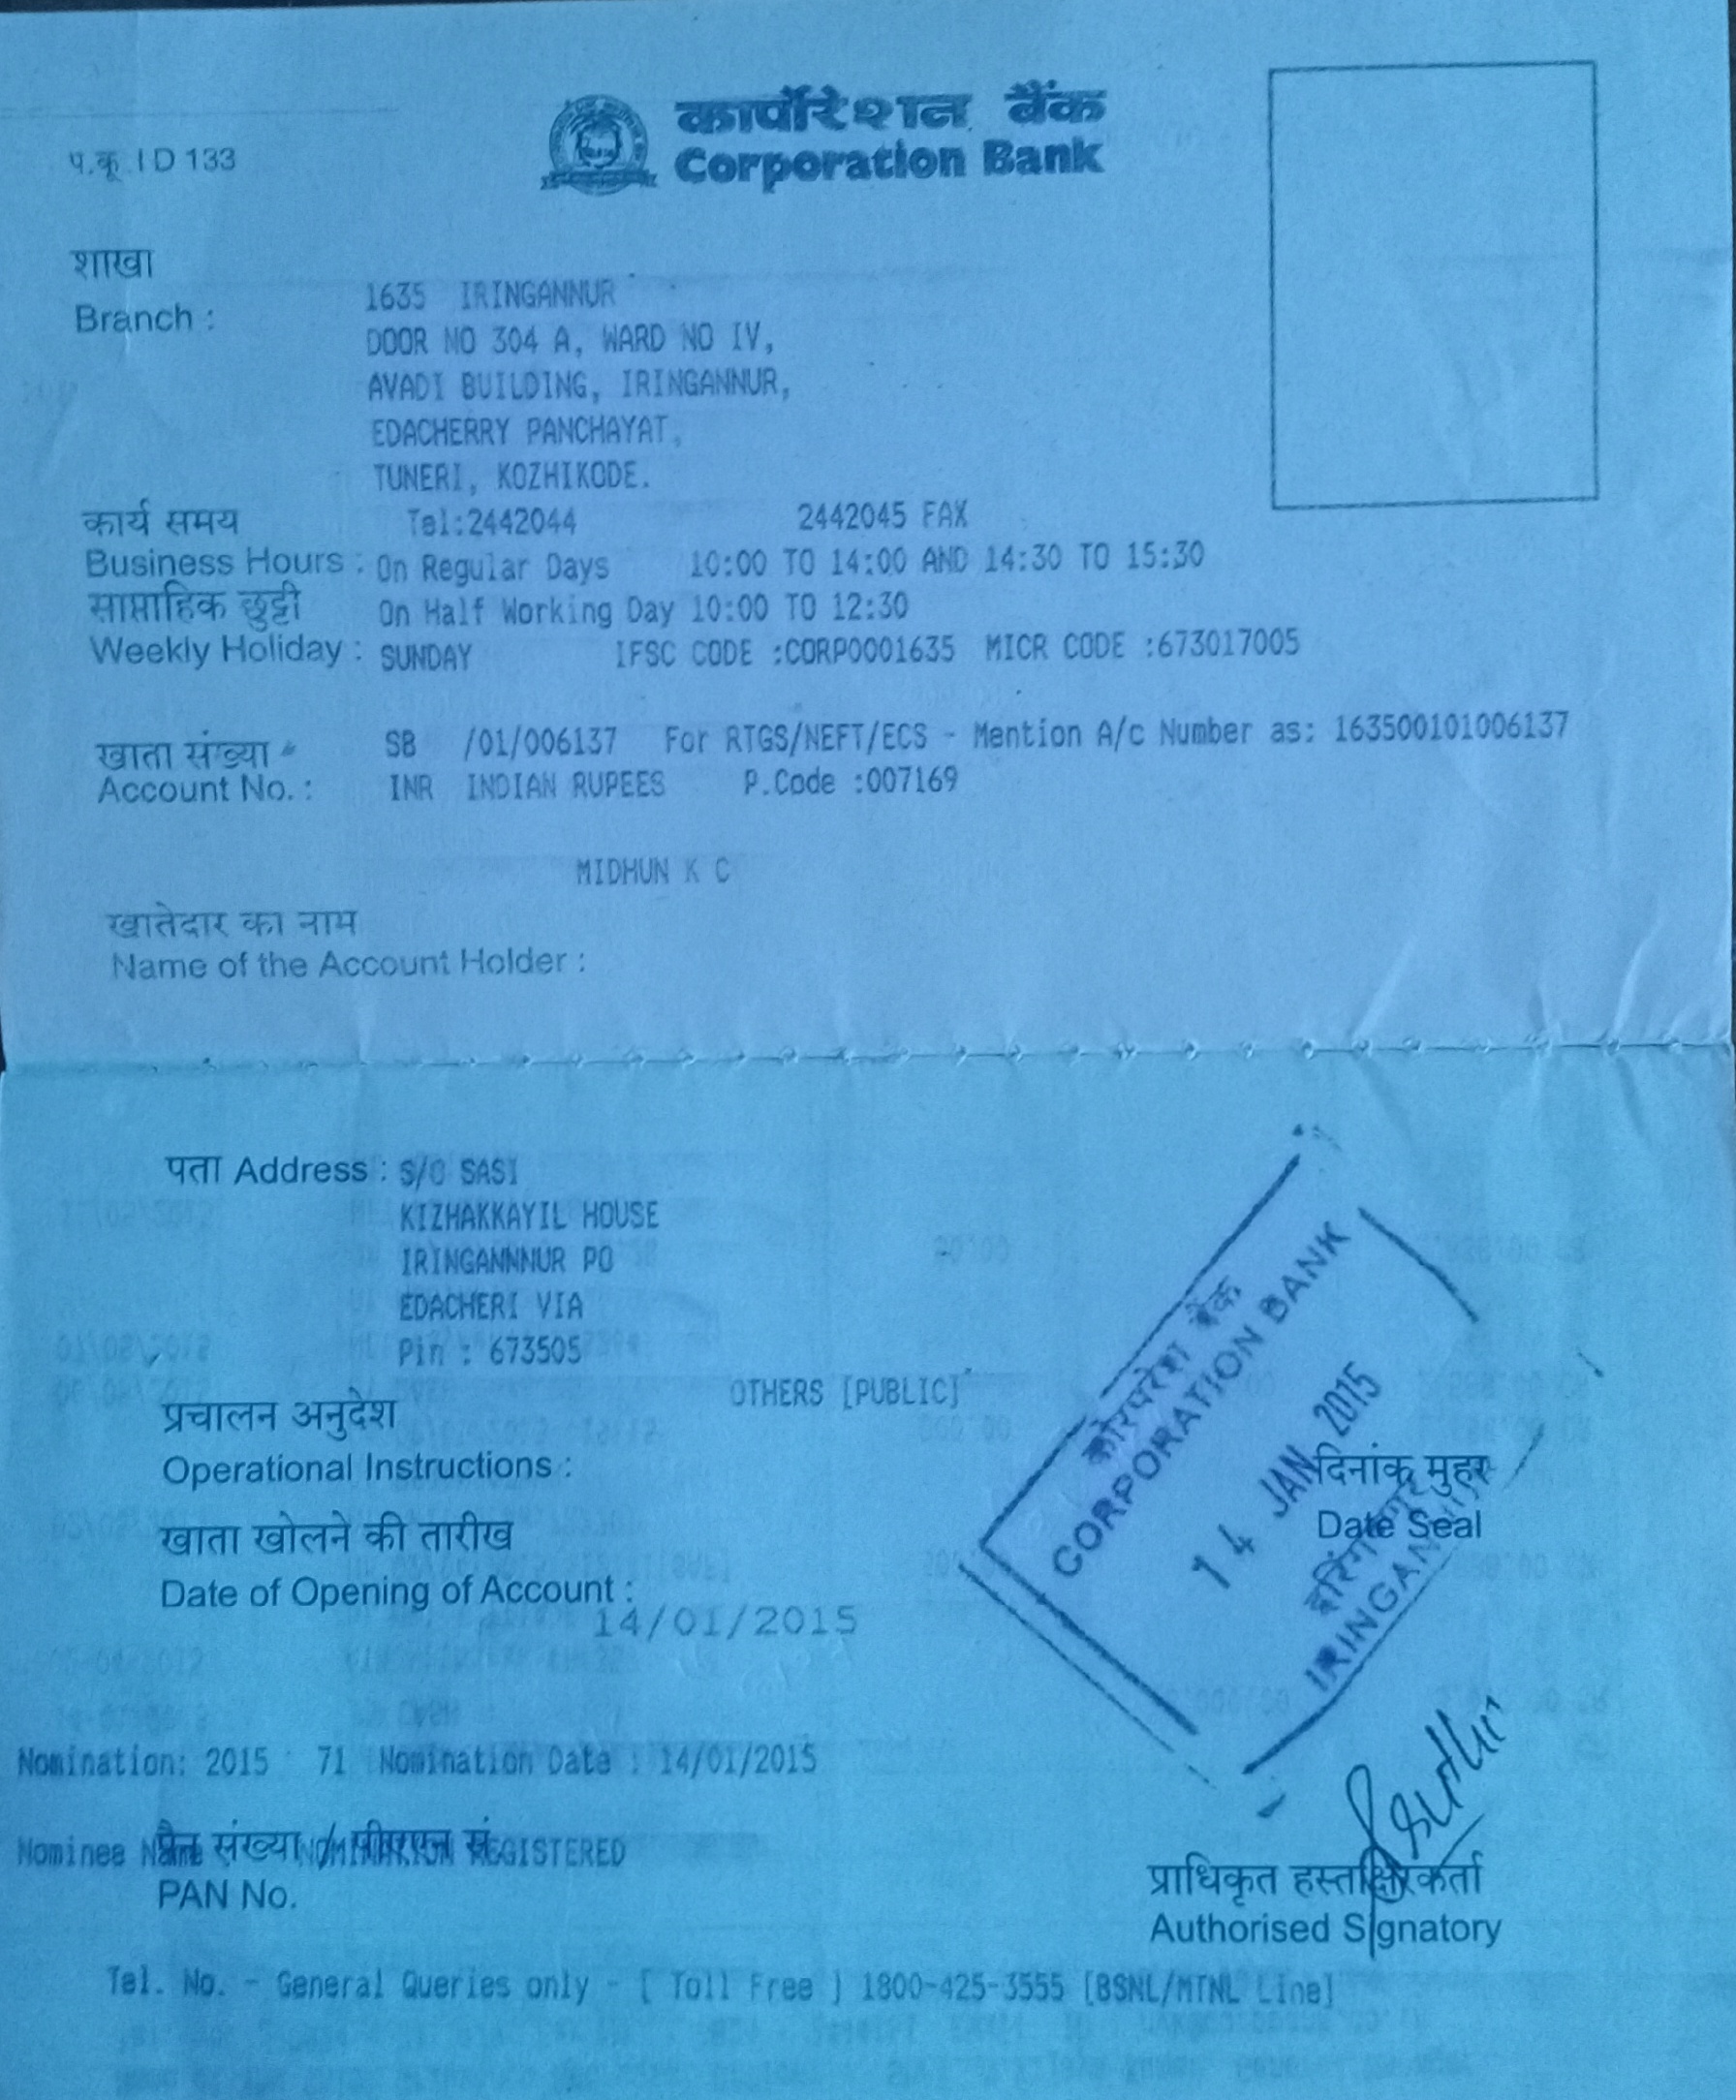 कार्पोरेशन बैंक
Corporation Bank
प.कू. I D 133
शाखा
Branch :
1635 IRINGANNUR
DOOR NO 304 A, WARD NO IV,
AVADI BUILDING, IRINGANNUR,
EDACHERRY PANCHAYAT,
TUNERI, KOZHIKODE.
कार्य समय Tel:2442044 2442045 FAX
Business Hours : On Regular Days 10:00 TO 14:00 AND 14:30 TO 15:30
साप्ताहिक छुट्टी On Half Working Day 10:00 TO 12:30
Weekly Holiday : SUNDAY IFSC CODE :CORP0001635 MICR CODE :673017005
खाता संख्या SB /01/006137 For RTGS/NEFT/ECS - Mention A/c Number as: 163500101006137
Account No. : INR INDIAN RUPEES P.Code :007169
MIDHUN K C
खातेदार का नाम
Name of the Account Holder :
पता Address : S/O SASI
KIZHAKKAYIL HOUSE
IRINGANNNUR PO
EDACHERI VIA
Pin : 673505
OTHERS [PUBLIC]
प्रचालन अनुदेश
Operational Instructions :
खाता खोलने की तारीख
Date of Opening of Account :
14/01/2015
कोरपरेश बैंक
CORPORATION BANK
14 JAN 2015
दिनांक मुहर
Date Seal
Nomination: 2015 71 Nomination Date : 14/01/2015
Nominee Name NOMINATION REGISTERED
पैन संख्या / सं
PAN No.
प्राधिकृत हस्ताक्षरकर्ता
Authorised Signatory
Tel. No. - General Queries only - [ Toll Free ] 1800-425-3555 [BSNL/MTNL Line]